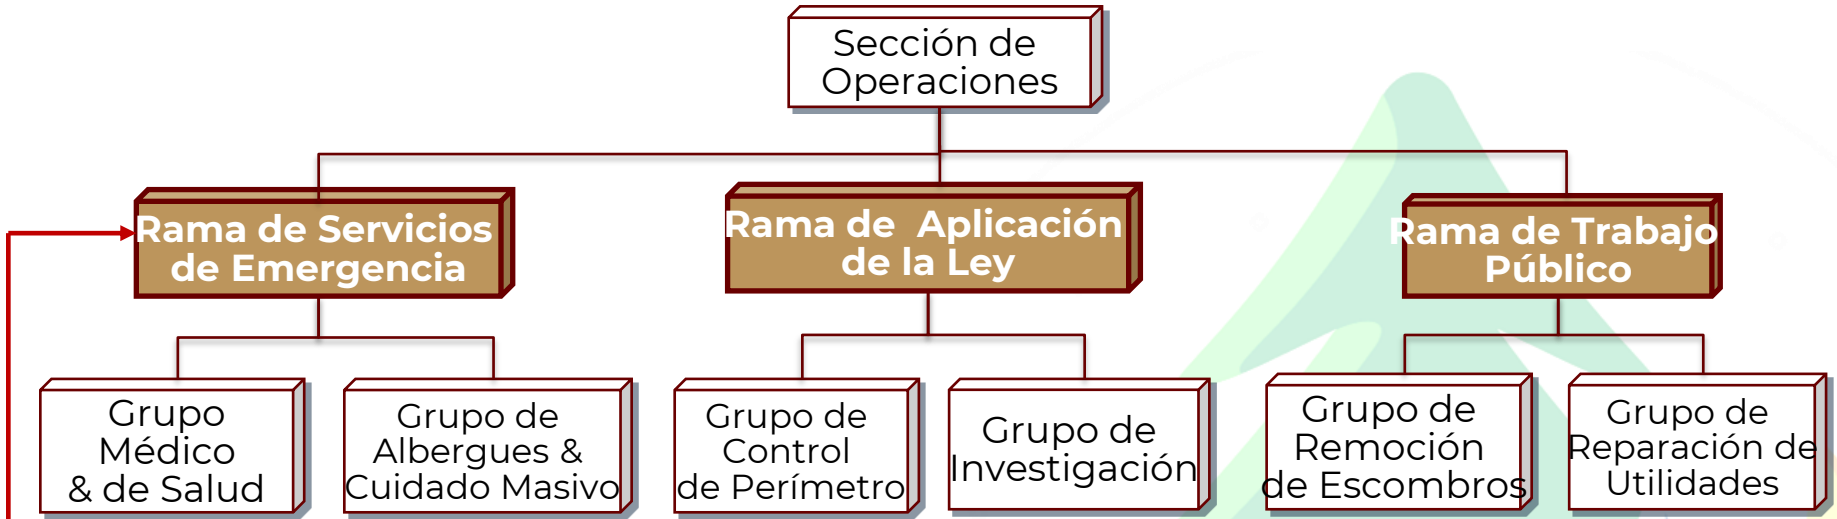 Sección de
Operaciones
Rama de Servicios
de Emergencia
Rama de Aplicación
de la Ley
Rama de Trabajo
Público
Grupo
Médico
& de Salud
Grupo de
Albergues &
Cuidado Masivo
Grupo de
Control
de Perímetro
Grupo de
Investigación
Grupo de
Remoción
de Escombros
Grupo de
Reparación de
Utilidades